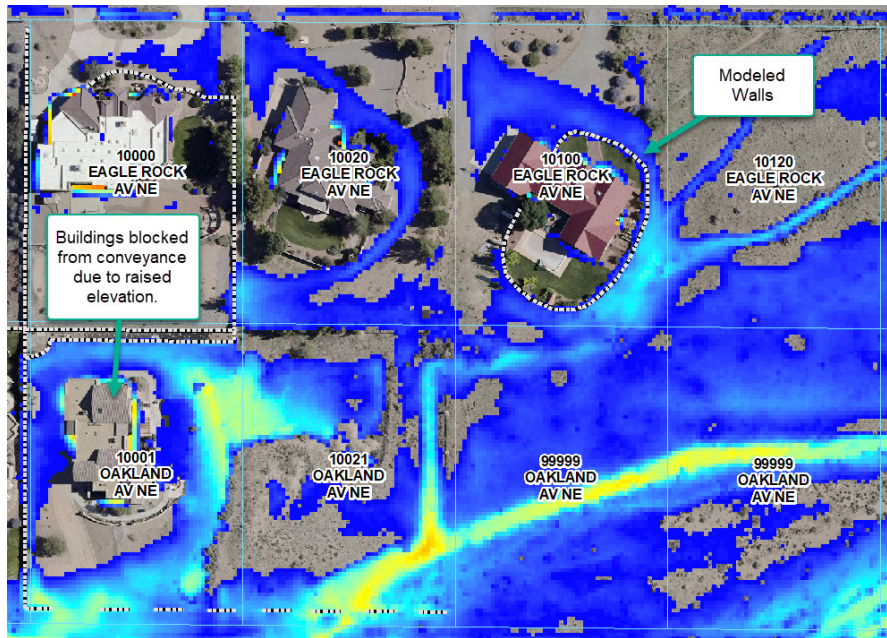 Modeled
Walls
10000
EAGLE ROCK
AV NE
10020
EAGLE ROCK
AV NE
10100
EAGLE ROCK
AV NE
10120
EAGLE ROCK
AV NE
Buildings blocked
from conveyance
due to raised
elevation.
10001
OAKLAND
AV NE
10021
OAKLAND
AV NE
99999
OAKLAND
AV NE
99999
OAKLAND
AV NE